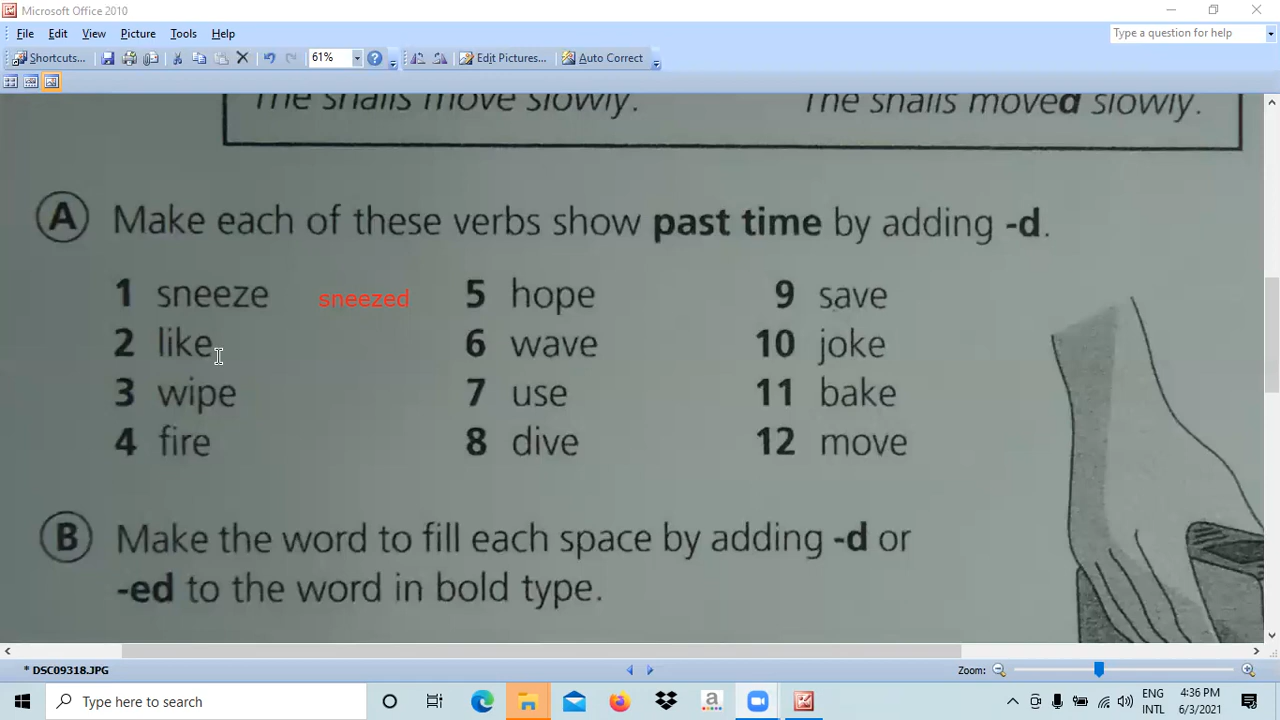 Microsoft Office 2010
File Edit View Picture Tools Help
Type a question for help
Shortcuts... 61% Edit Pictures... Auto Correct
The snails move slowly. The snails moved slowly.
A Make each of these verbs show past time by adding -d.
1 sneeze sneezed 5 hope 9 save
2 like 6 wave 10 joke
3 wipe 7 use 11 bake
4 fire 8 dive 12 move
B Make the word to fill each space by adding -d or
-ed to the word in bold type.
* DSC09318.JPG Zoom:
Type here to search
a
ENG 4:36 PM
INTL 6/3/2021